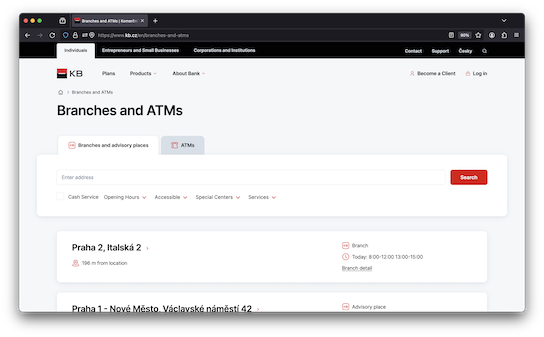 Branches and ATMs | Komerčn
https://www.kb.cz/en/branches-and-atms
80%
Individuals
Entrepreneurs and Small Businesses
Corporations and Institutions
Contact
Support
Česky
KB
Plans
Products
About Bank
Become a Client
Log in
Branches and ATMs
Branches and ATMs
Branches and advisory places
ATMs
Enter address
Search
Cash Service
Opening Hours
Accessible
Special Centers
Services
Praha 2, Italská 2
198 m from location
Branch
Today: 8:00-12:00 13:00-15:00
Branch detail
Praha 1 - Nové Město, Václavské náměstí 42
Advisory place